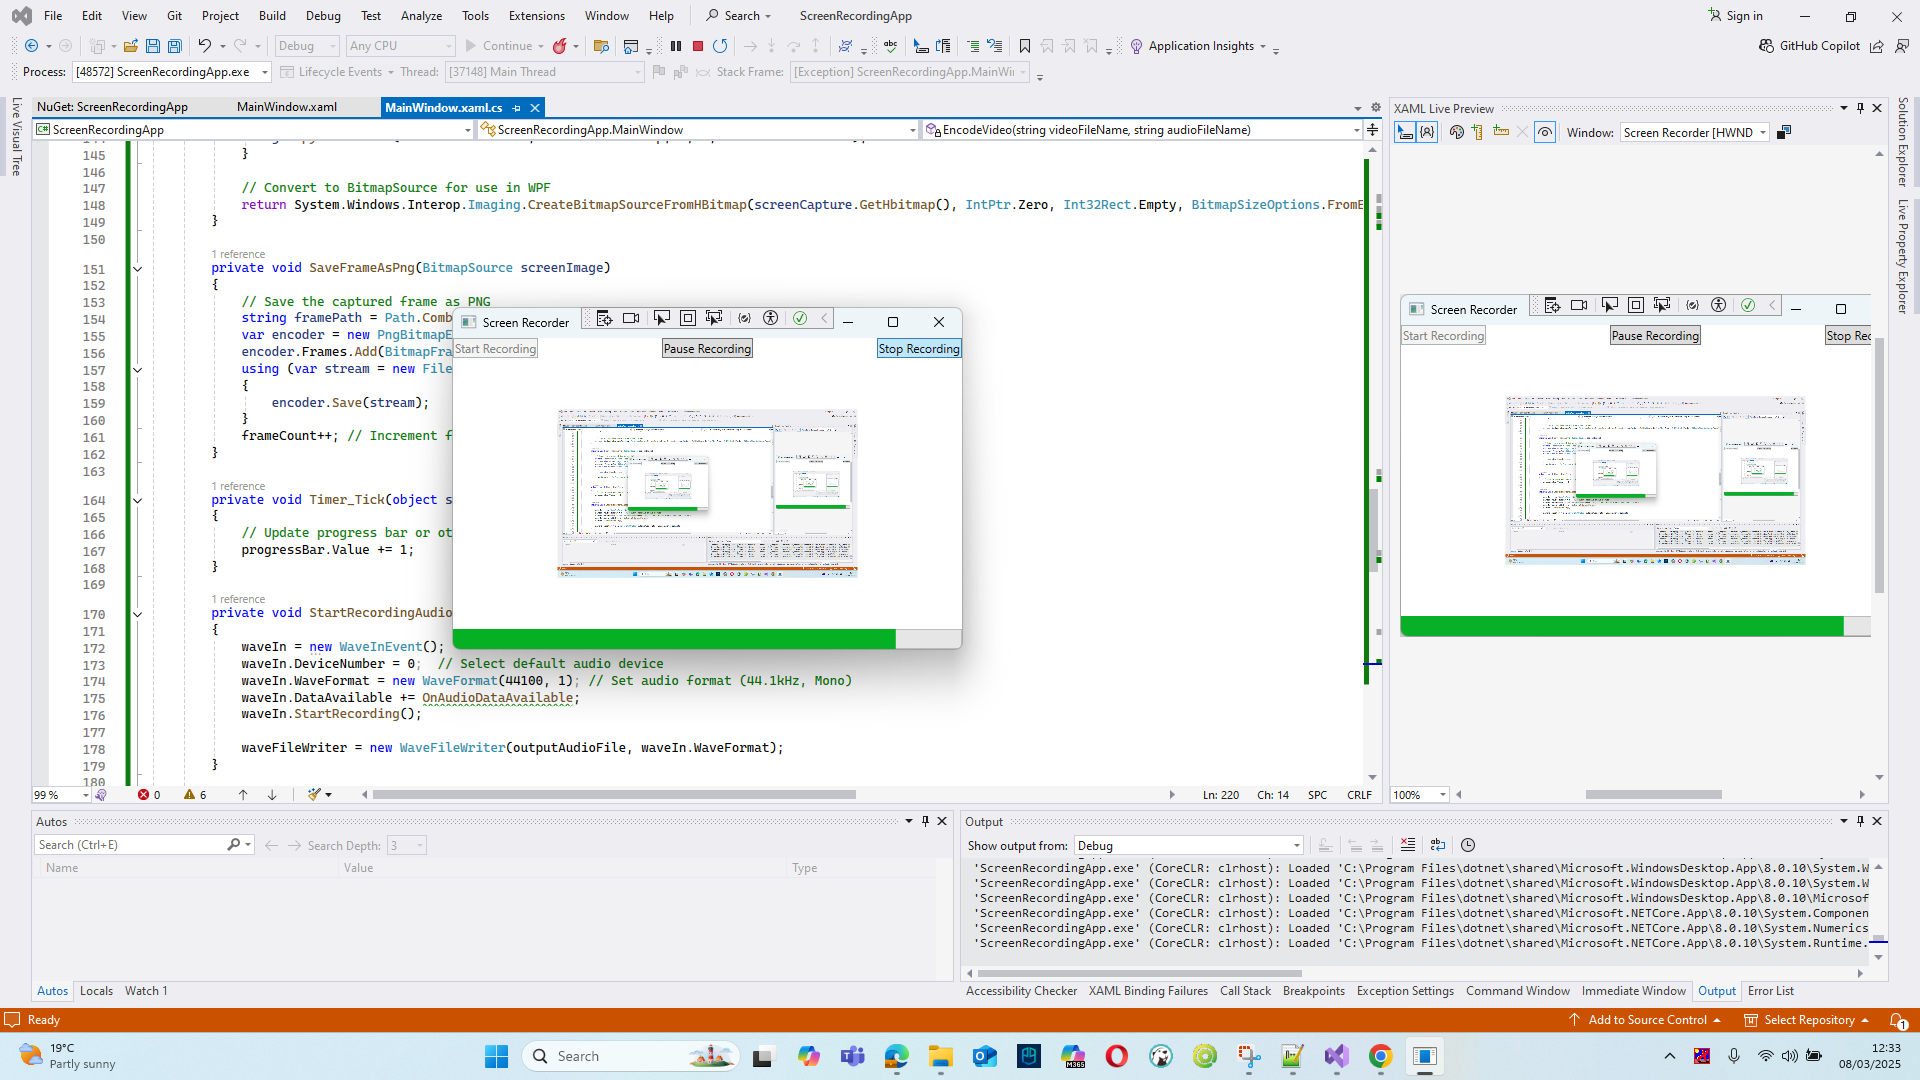 File Edit View Git Project Build Debug Test Analyze Tools Extensions Window Help Search ScreenRecordingApp Sign in
Debug Any CPU Continue Application Insights GitHub Copilot
Process: [48572] ScreenRecordingApp.exe Lifecycle Events Thread: [37148] Main Thread Stack Frame: [Exception] ScreenRecordingApp.MainWi
Live Visual Tree
NuGet: ScreenRecordingApp MainWindow.xaml MainWindow.xaml.cs
ScreenRecordingApp ScreenRecordingApp.MainWindow EncodeVideo(string videoFileName, string audioFileName)
145 }
146
147 // Convert to BitmapSource for use in WPF
148 return System.Windows.Interop.Imaging.CreateBitmapSourceFromHBitmap(screenCapture.GetHbitmap(), IntPtr.Zero, Int32Rect.Empty, BitmapSizeOptions.FromE
149 }
150
1 reference
151 private void SaveFrameAsPng(BitmapSource screenImage)
152 {
153 // Save the captured frame as PNG
154 string framePath = Path.Comb
155 var encoder = new PngBitmapE
156 encoder.Frames.Add(BitmapFra
157 using (var stream = new File
158 {
159 encoder.Save(stream);
160 }
161 frameCount++; // Increment f
162 }
163
1 reference
164 private void Timer_Tick(object s
165 {
166 // Update progress bar or ot
167 progressBar.Value += 1;
168 }
169
1 reference
170 private void StartRecordingAudio
171 {
172 waveIn = new WaveInEvent();
173 waveIn.DeviceNumber = 0; // Select default audio device
174 waveIn.WaveFormat = new WaveFormat(44100, 1); // Set audio format (44.1kHz, Mono)
175 waveIn.DataAvailable += OnAudioDataAvailable;
176 waveIn.StartRecording();
177
178 waveFileWriter = new WaveFileWriter(outputAudioFile, waveIn.WaveFormat);
179 }
180
99 % 0 6 Ln: 220 Ch: 14 SPC CRLF
Screen Recorder
Start Recording Pause Recording Stop Recording
XAML Live Preview
Window: Screen Recorder [HWND
Screen Recorder
Start Recording Pause Recording Stop Rec
100%
Solution Explorer
Live Property Explorer
Autos
Search (Ctrl+E) Search Depth: 3
Name Value Type
Autos Locals Watch 1
Output
Show output from: Debug
'ScreenRecordingApp.exe' (CoreCLR: clrhost): Loaded 'C:\Program Files\dotnet\shared\Microsoft.WindowsDesktop.App\8.0.10\System.W
'ScreenRecordingApp.exe' (CoreCLR: clrhost): Loaded 'C:\Program Files\dotnet\shared\Microsoft.WindowsDesktop.App\8.0.10\System.W
'ScreenRecordingApp.exe' (CoreCLR: clrhost): Loaded 'C:\Program Files\dotnet\shared\Microsoft.WindowsDesktop.App\8.0.10\Microsof
'ScreenRecordingApp.exe' (CoreCLR: clrhost): Loaded 'C:\Program Files\dotnet\shared\Microsoft.NETCore.App\8.0.10\System.Componen
'ScreenRecordingApp.exe' (CoreCLR: clrhost): Loaded 'C:\Program Files\dotnet\shared\Microsoft.NETCore.App\8.0.10\System.Numerics
'ScreenRecordingApp.exe' (CoreCLR: clrhost): Loaded 'C:\Program Files\dotnet\shared\Microsoft.NETCore.App\8.0.10\System.Runtime.
Accessibility Checker XAML Binding Failures Call Stack Breakpoints Exception Settings Command Window Immediate Window Output Error List
Ready Add to Source Control Select Repository 1
19°C
Partly sunny
Search
M365
12:33
08/03/2025